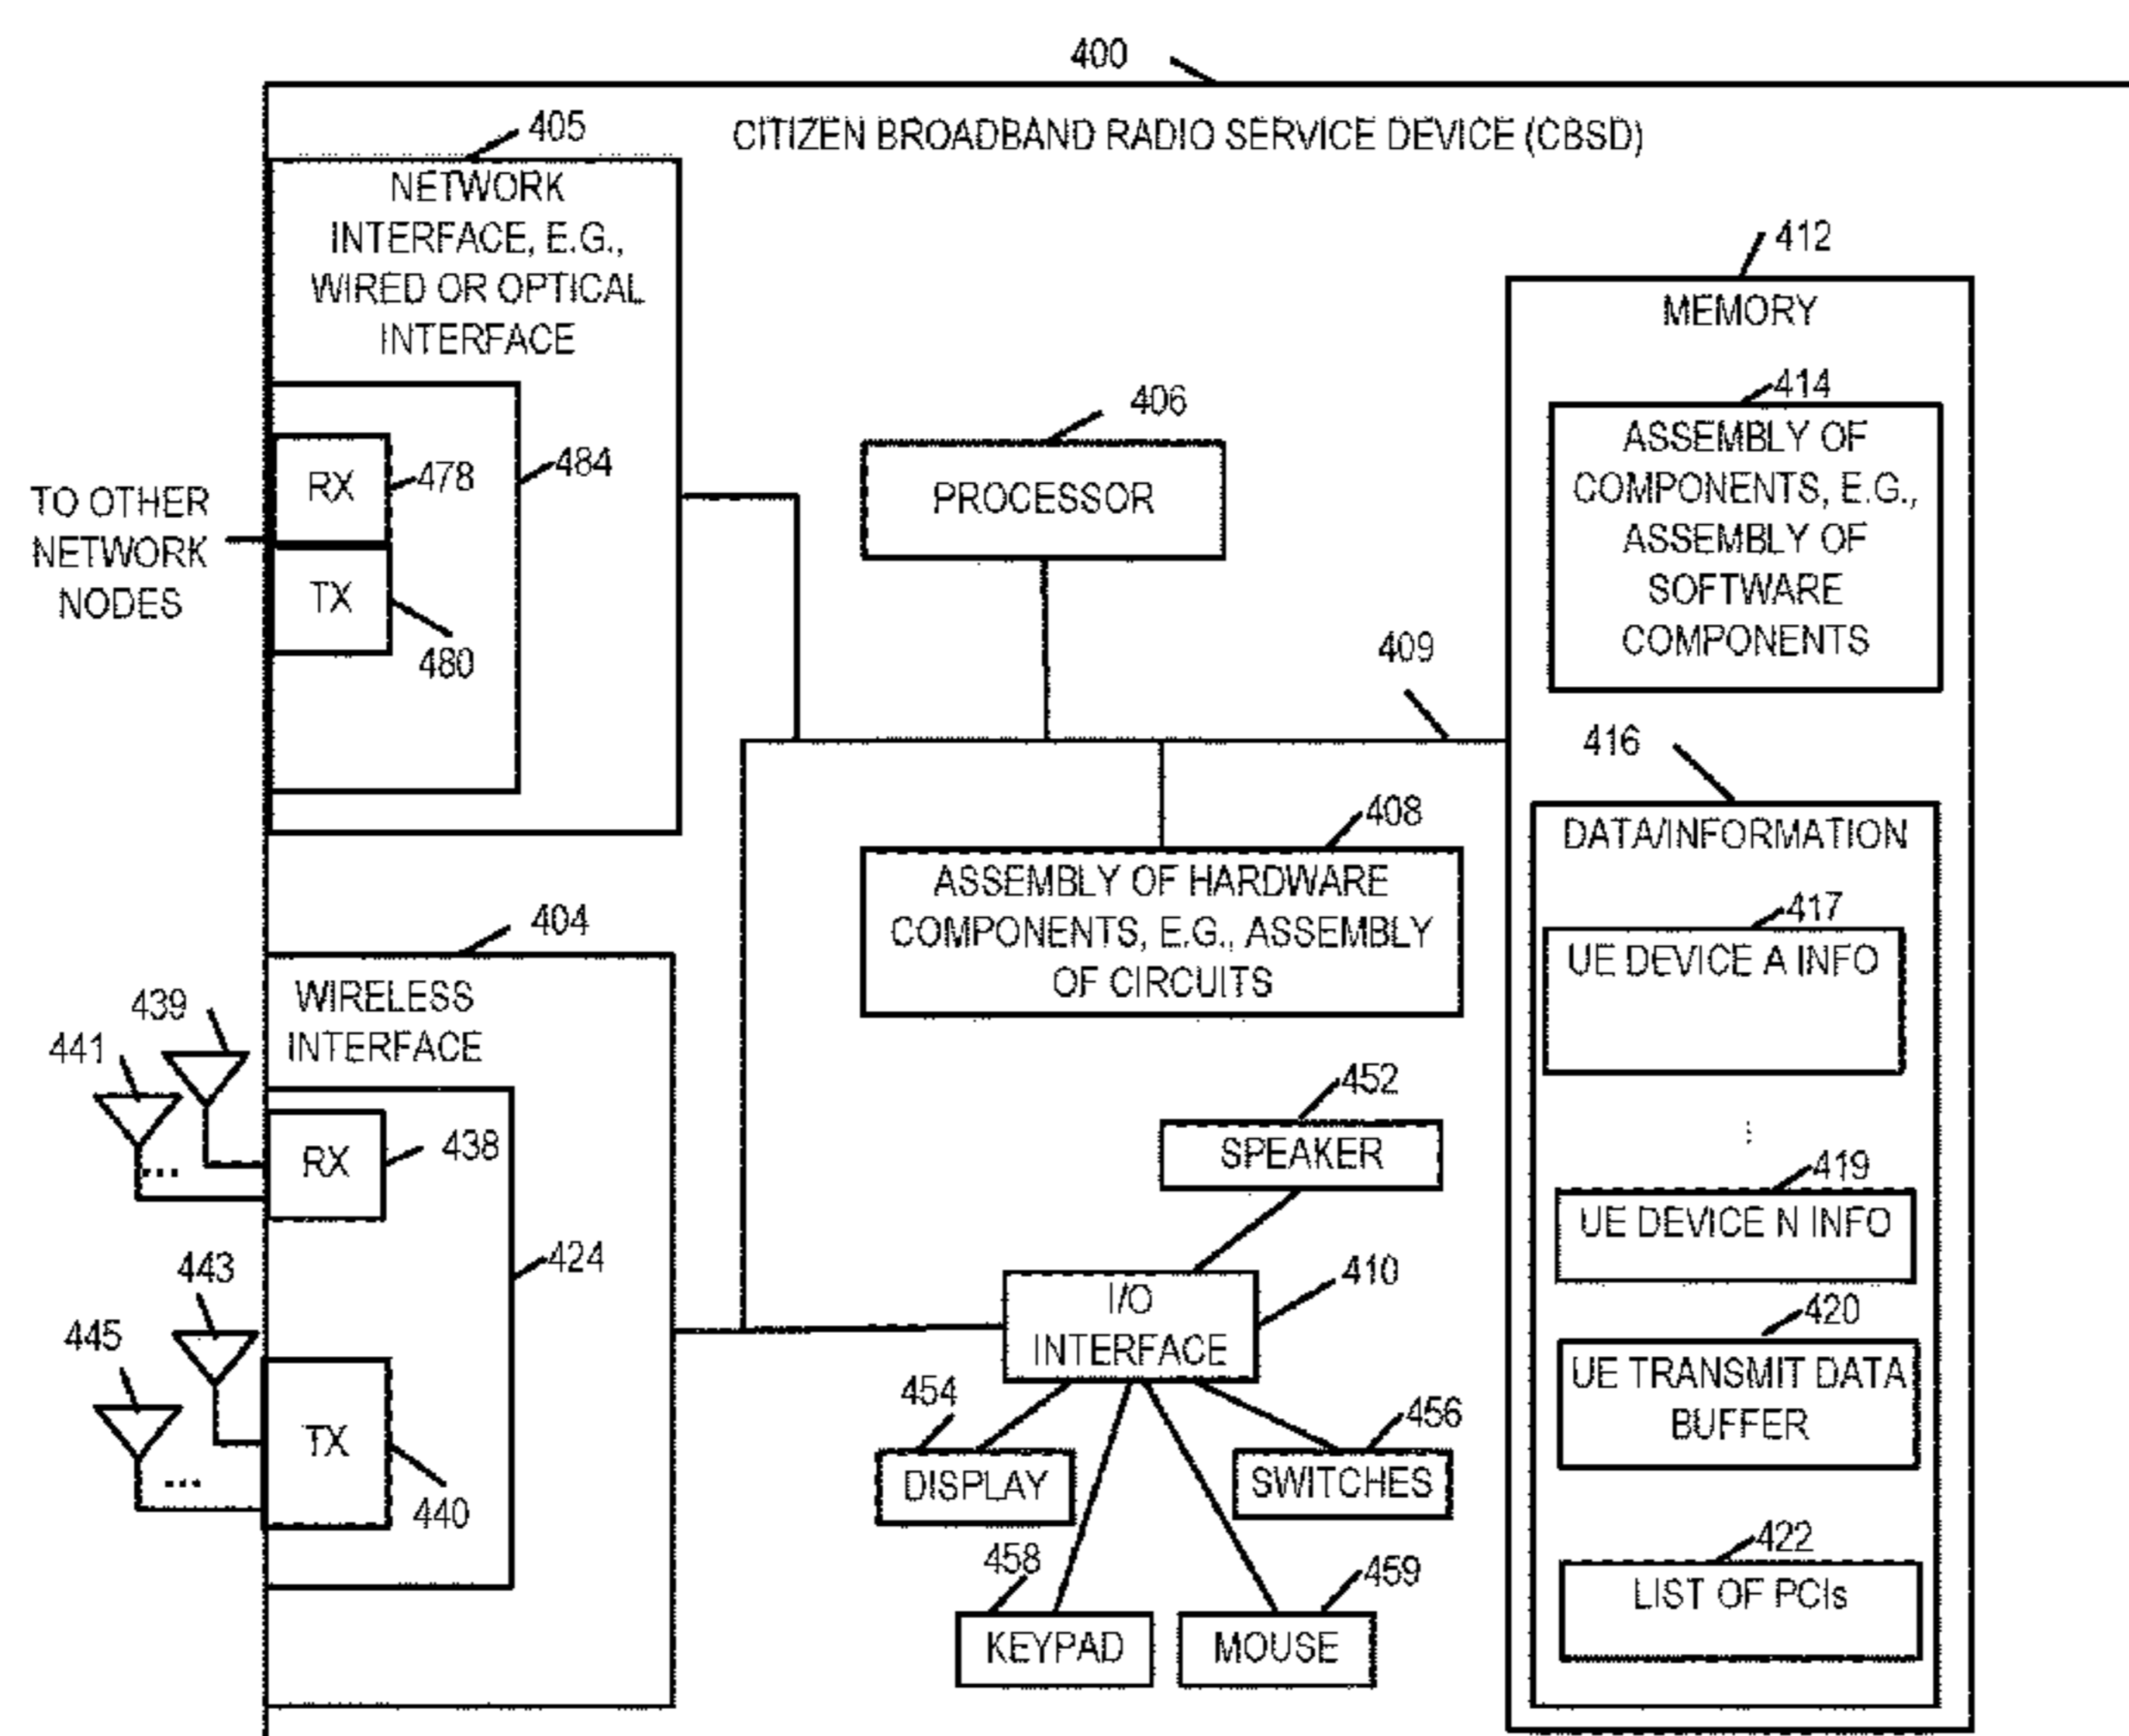 400
CITIZEN BROADBAND RADIO SERVICE DEVICE (CBSD)
405
NETWORK
INTERFACE, E.G.,
WIRED OR OPTICAL
INTERFACE
484
RX
478
TX
480
TO OTHER
NETWORK
NODES
406
PROCESSOR
409
408
ASSEMBLY OF HARDWARE
COMPONENTS, E.G., ASSEMBLY
OF CIRCUITS
404
WIRELESS
INTERFACE
439
441
...
RX
438
424
443
445
...
TX
440
452
SPEAKER
410
I/O
INTERFACE
454
DISPLAY
456
SWITCHES
458
KEYPAD
459
MOUSE
412
MEMORY
414
ASSEMBLY OF
COMPONENTS, E.G.,
ASSEMBLY OF
SOFTWARE
COMPONENTS
416
DATA/INFORMATION
417
UE DEVICE A INFO
...
419
UE DEVICE N INFO
420
UE TRANSMIT DATA
BUFFER
422
LIST OF PCIs